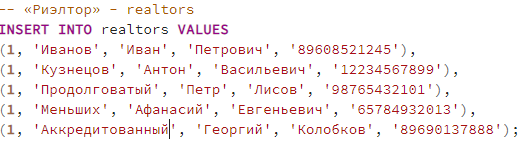 -- «Риэлтор» – realtors
INSERT INTO realtors VALUES
(1, 'Иванов', 'Иван', 'Петрович', '89608521245'),
(1, 'Кузнецов', 'Антон', 'Васильевич', '12234567899'),
(1, 'Продолговатый', 'Петр', 'Лисов', '98765432101'),
(1, 'Меньших', 'Афанасий', 'Евгеньевич', '65784932013'),
(1, 'Аккредитованный', 'Георгий', 'Колобков', '89690137888');